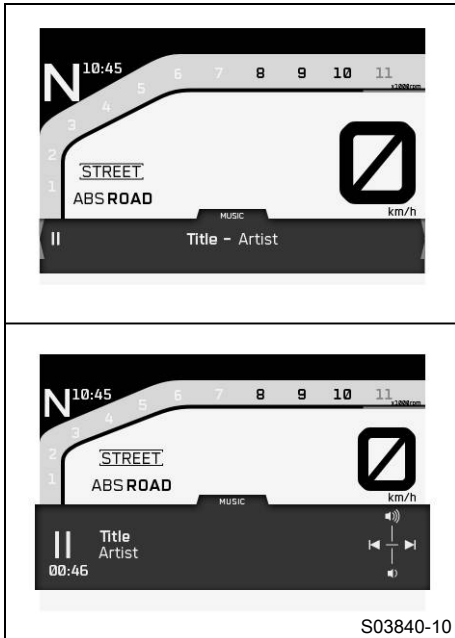 N 10:45 1 2 3 4 5 6 7 8 9 10 11
x1000rpm
STREET
ABS ROAD
0
km/h
MUSIC
Title - Artist
N 10:45 2 3 4 5 6 7 8 9 10 11
x1000rpm
STREET
ABS ROAD
0
km/h
MUSIC
Title
Artist
00:46
S03840-10